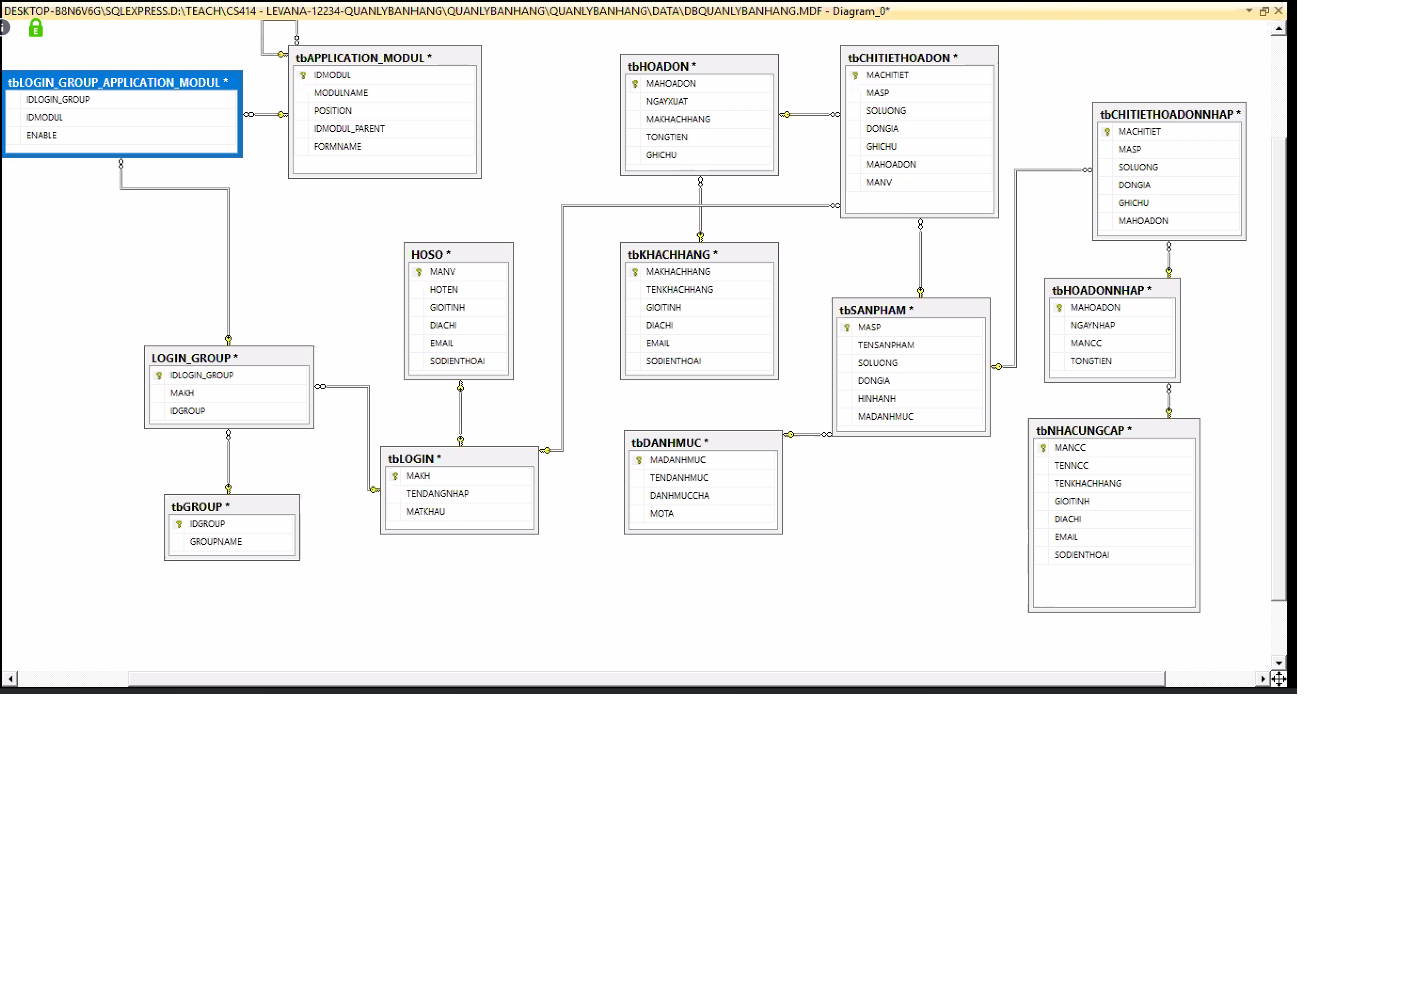 DESKTOP-B8N6V6G\SQLEXPRESS.D:\TEACH\CS414 - LEVANA-12234-QUANLYBANHANG\QUANLYBANHANG\QUANLYBANHANG\DATA\DBQUANLYBANHANG.MDF - Diagram_0*
E
tbLOGIN_GROUP_APPLICATION_MODUL *
IDLOGIN_GROUP
IDMODUL
ENABLE
tbAPPLICATION_MODUL *
IDMODUL
MODULNAME
POSITION
IDMODUL_PARENT
FORMNAME
tbHOADON *
MAHOADON
NGAYXUAT
MAKHACHHANG
TONGTIEN
GHICHU
tbCHITIETHOADON *
MACHITIET
MASP
SOLUONG
DONGIA
GHICHU
MAHOADON
MANV
tbCHITIETHOADONNHAP *
MACHITIET
MASP
SOLUONG
DONGIA
GHICHU
MAHOADON
HOSO *
MANV
HOTEN
GIOITINH
DIACHI
EMAIL
SODIENTHOAI
tbKHACHHANG *
MAKHACHHANG
TENKHACHHANG
GIOITINH
DIACHI
EMAIL
SODIENTHOAI
tbSANPHAM *
MASP
TENSANPHAM
SOLUONG
DONGIA
HINHANH
MADANHMUC
tbHOADONNHAP *
MAHOADON
NGAYNHAP
MANCC
TONGTIEN
LOGIN_GROUP *
IDLOGIN_GROUP
MAKH
IDGROUP
tbLOGIN *
MAKH
TENDANGNHAP
MATKHAU
tbDANHMUC *
MADANHMUC
TENDANHMUC
DANHMUCCHA
MOTA
tbNHACUNGCAP *
MANCC
TENNCC
TENKHACHHANG
GIOITINH
DIACHI
EMAIL
SODIENTHOAI
tbGROUP *
IDGROUP
GROUPNAME